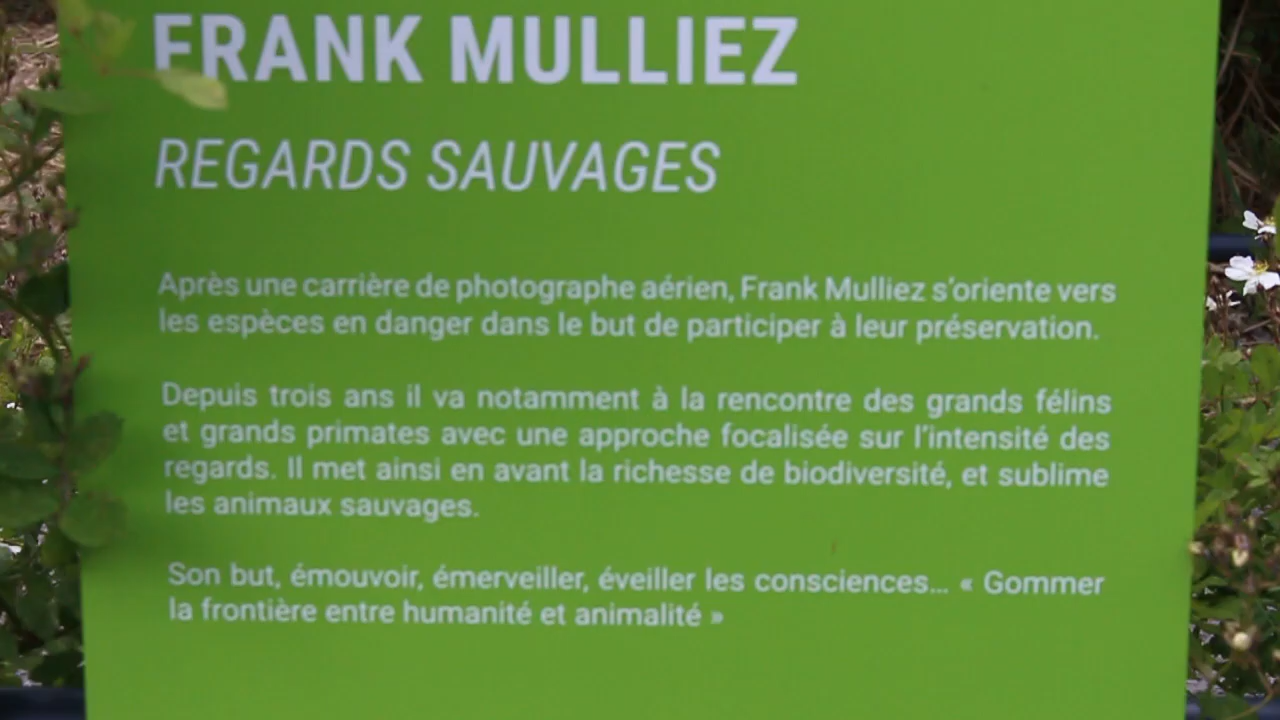 FRANK MULLIEZ
REGARDS SAUVAGES
Après une carrière de photographe aérien, Frank Mulliez s'oriente vers
les espèces en danger dans le but de participer à leur préservation.
Depuis trois ans il va notamment à la rencontre des grands félins
et grands primates avec une approche focalisée sur l'intensité des
regards. Il met ainsi en avant la richesse de biodiversité, et sublime
les animaux sauvages.
Son but, émouvoir, émerveiller, éveiller les consciences... « Gommer
la frontière entre humanité et animalité »